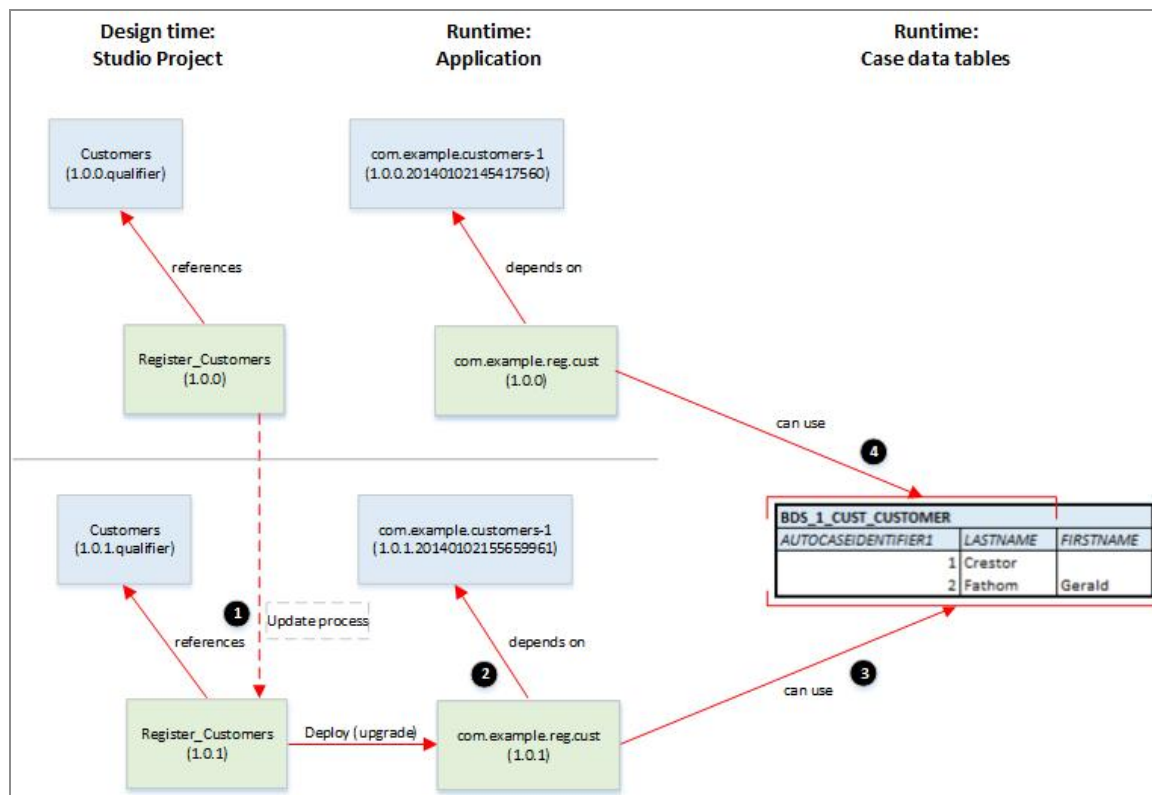 Design time:
Studio Project
Runtime:
Application
Runtime:
Case data tables
Customers
(1.0.0.qualifier)
com.example.customers-1
(1.0.0.20140102145417560)
references
depends on
Register_Customers
(1.0.0)
com.example.reg.cust
(1.0.0)
can use
4
BDS_1_CUST_CUSTOMER
AUTOCASEIDENTIFIER1 LASTNAME FIRSTNAME
1 Crestor
2 Fathom Gerald
Customers
(1.0.1.qualifier)
com.example.customers-1
(1.0.1.20140102155659961)
1
Update process
references
depends on
2
3
can use
Register_Customers
(1.0.1)
Deploy (upgrade)
com.example.reg.cust
(1.0.1)